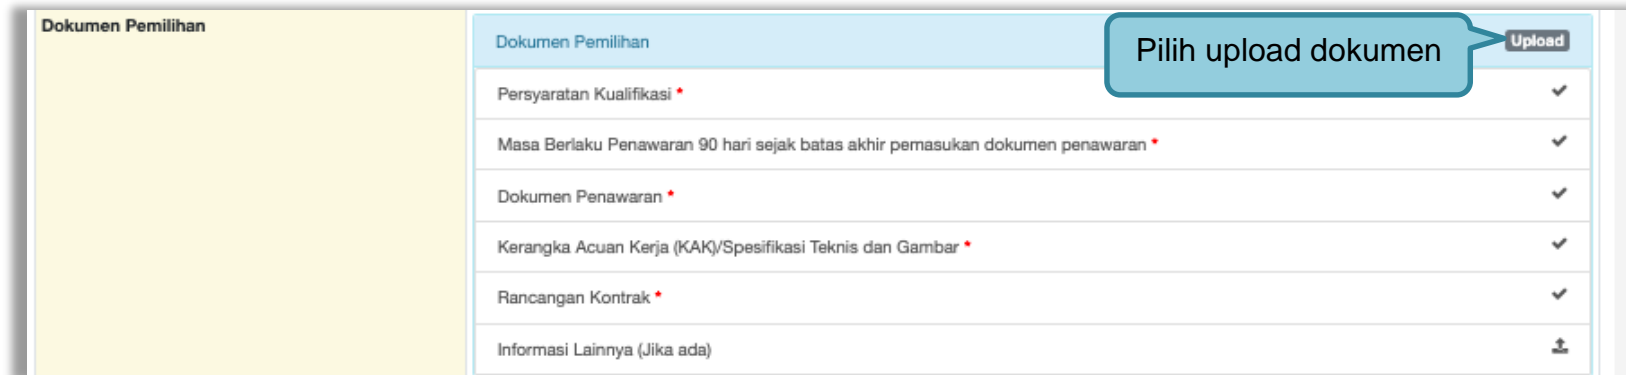 Dokumen Pemilihan
Dokumen Pemilihan
Pilih upload dokumen
Upload
Persyaratan Kualifikasi *
Masa Berlaku Penawaran 90 hari sejak batas akhir pemasukan dokumen penawaran *
Dokumen Penawaran *
Kerangka Acuan Kerja (KAK)/Spesifikasi Teknis dan Gambar *
Rancangan Kontrak *
Informasi Lainnya (Jika ada)